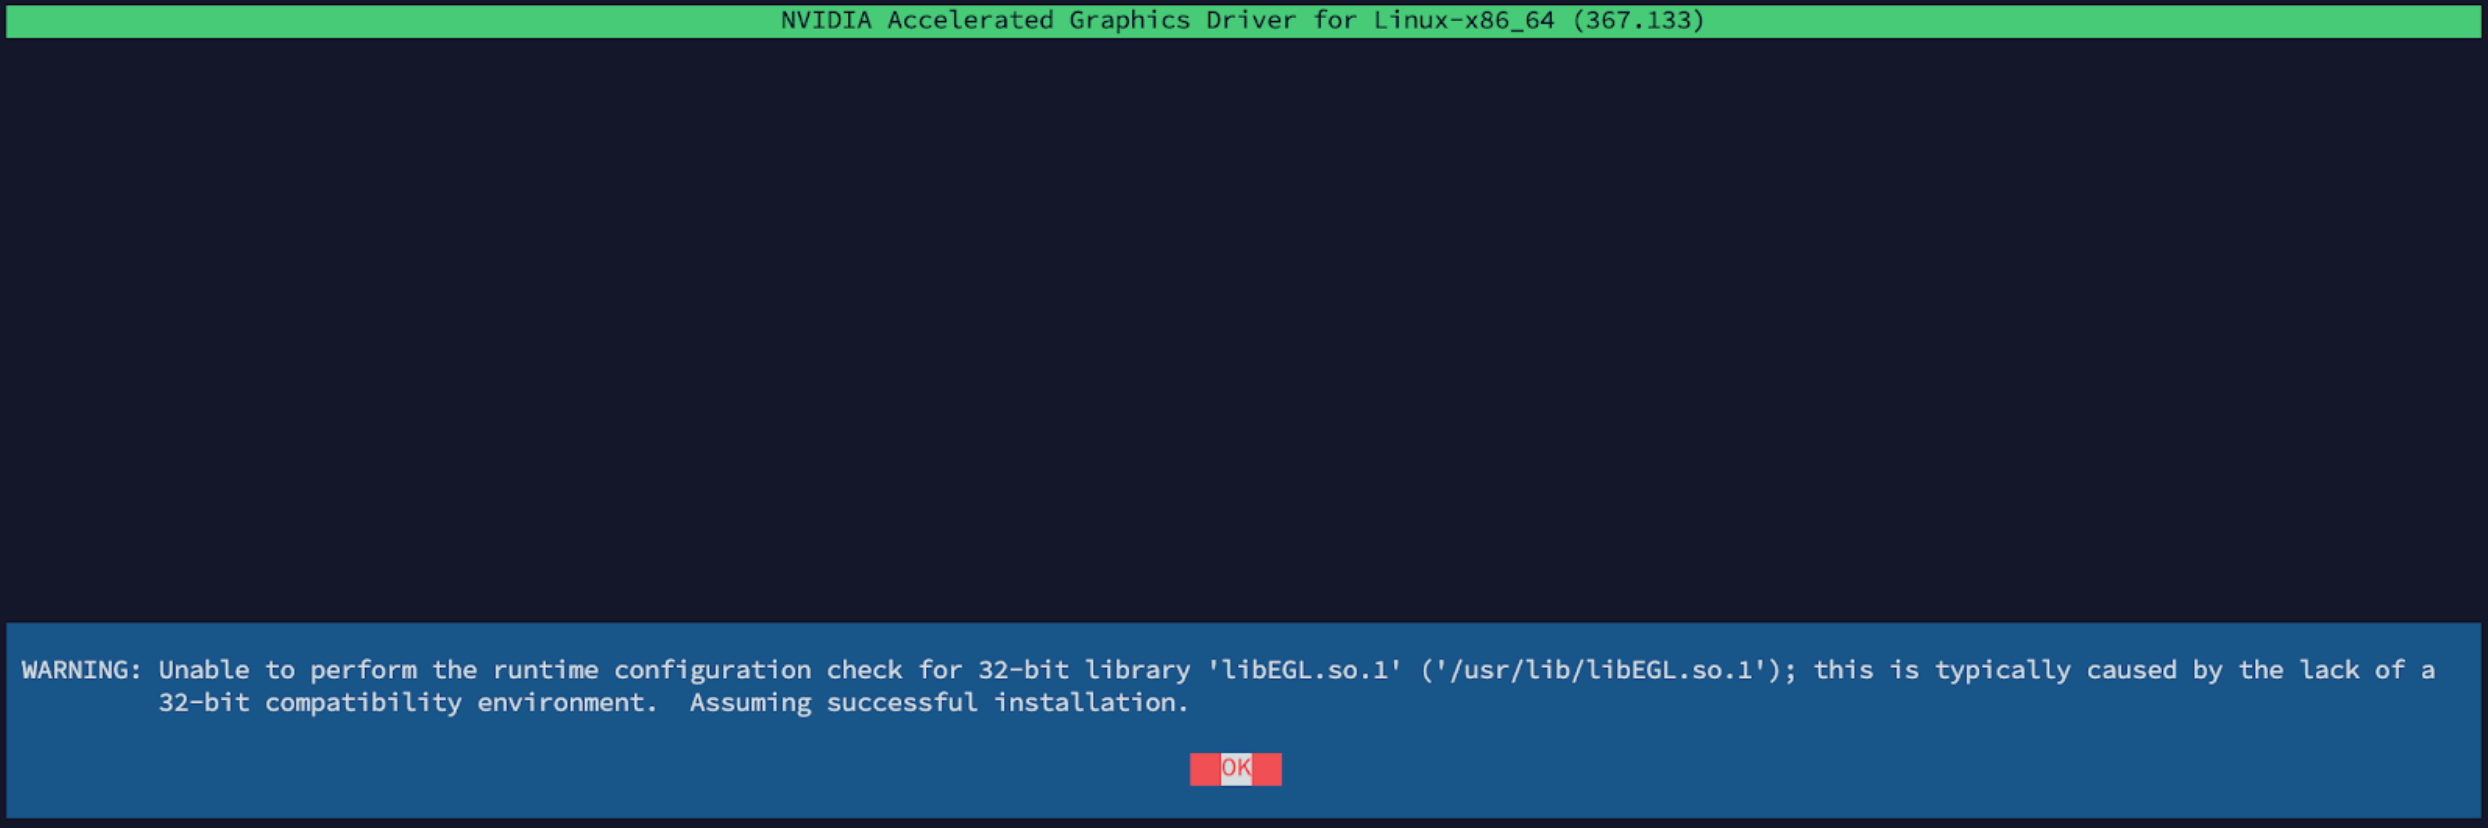 NVIDIA Accelerated Graphics Driver for Linux-x86_64 (367.133)
WARNING: Unable to perform the runtime configuration check for 32-bit library 'libEGL.so.1' ('/usr/lib/libEGL.so.1'); this is typically caused by the lack of a
32-bit compatibility environment.  Assuming successful installation.
OK